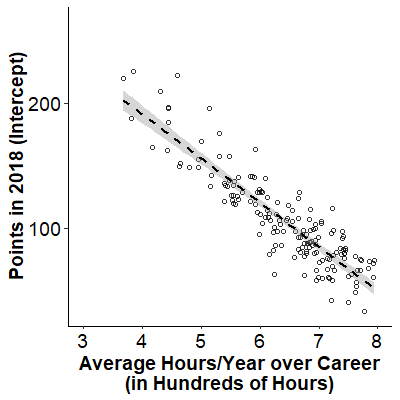 Points in 2018 (Intercept)
200
100
3 4 5 6 7 8
Average Hours/Year over Career
(in Hundreds of Hours)